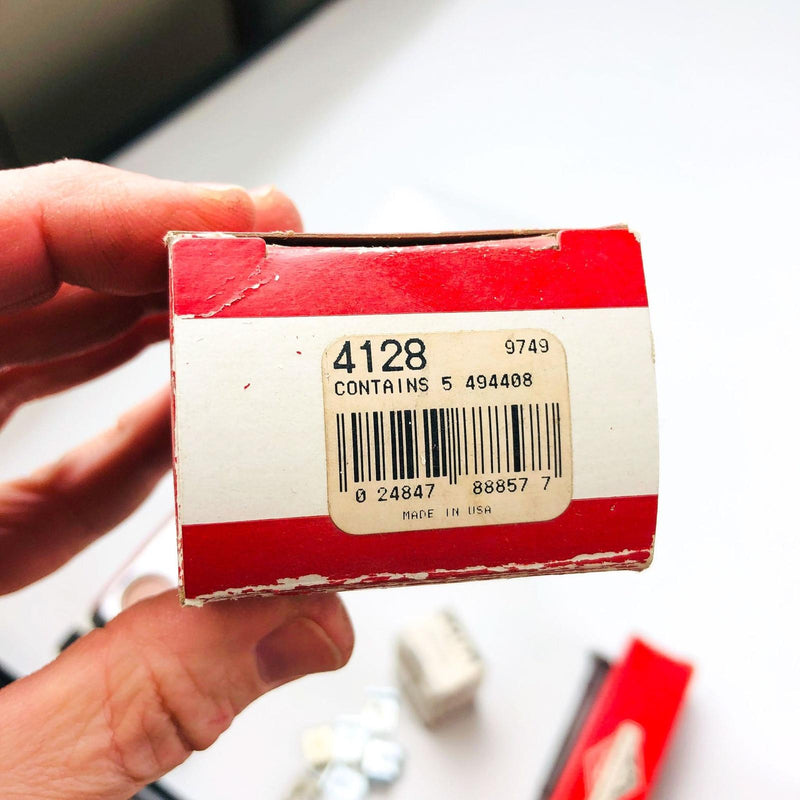 4128 9749
CONTAINS 5 494408
0 24847 88857 7
MADE IN USA